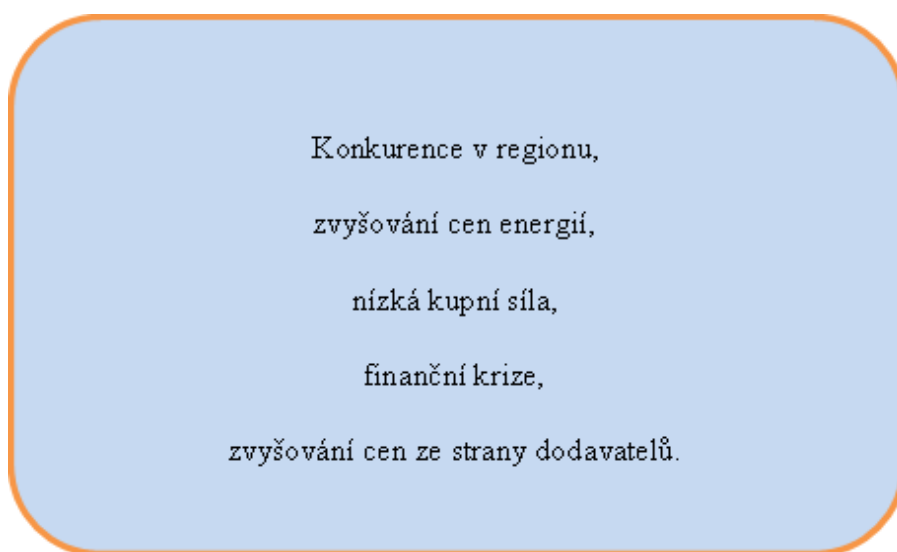 Konkurence v regionu,
zvyšování cen energií,
nízká kupní síla,
finanční krize,
zvyšování cen ze strany dodavatelů.